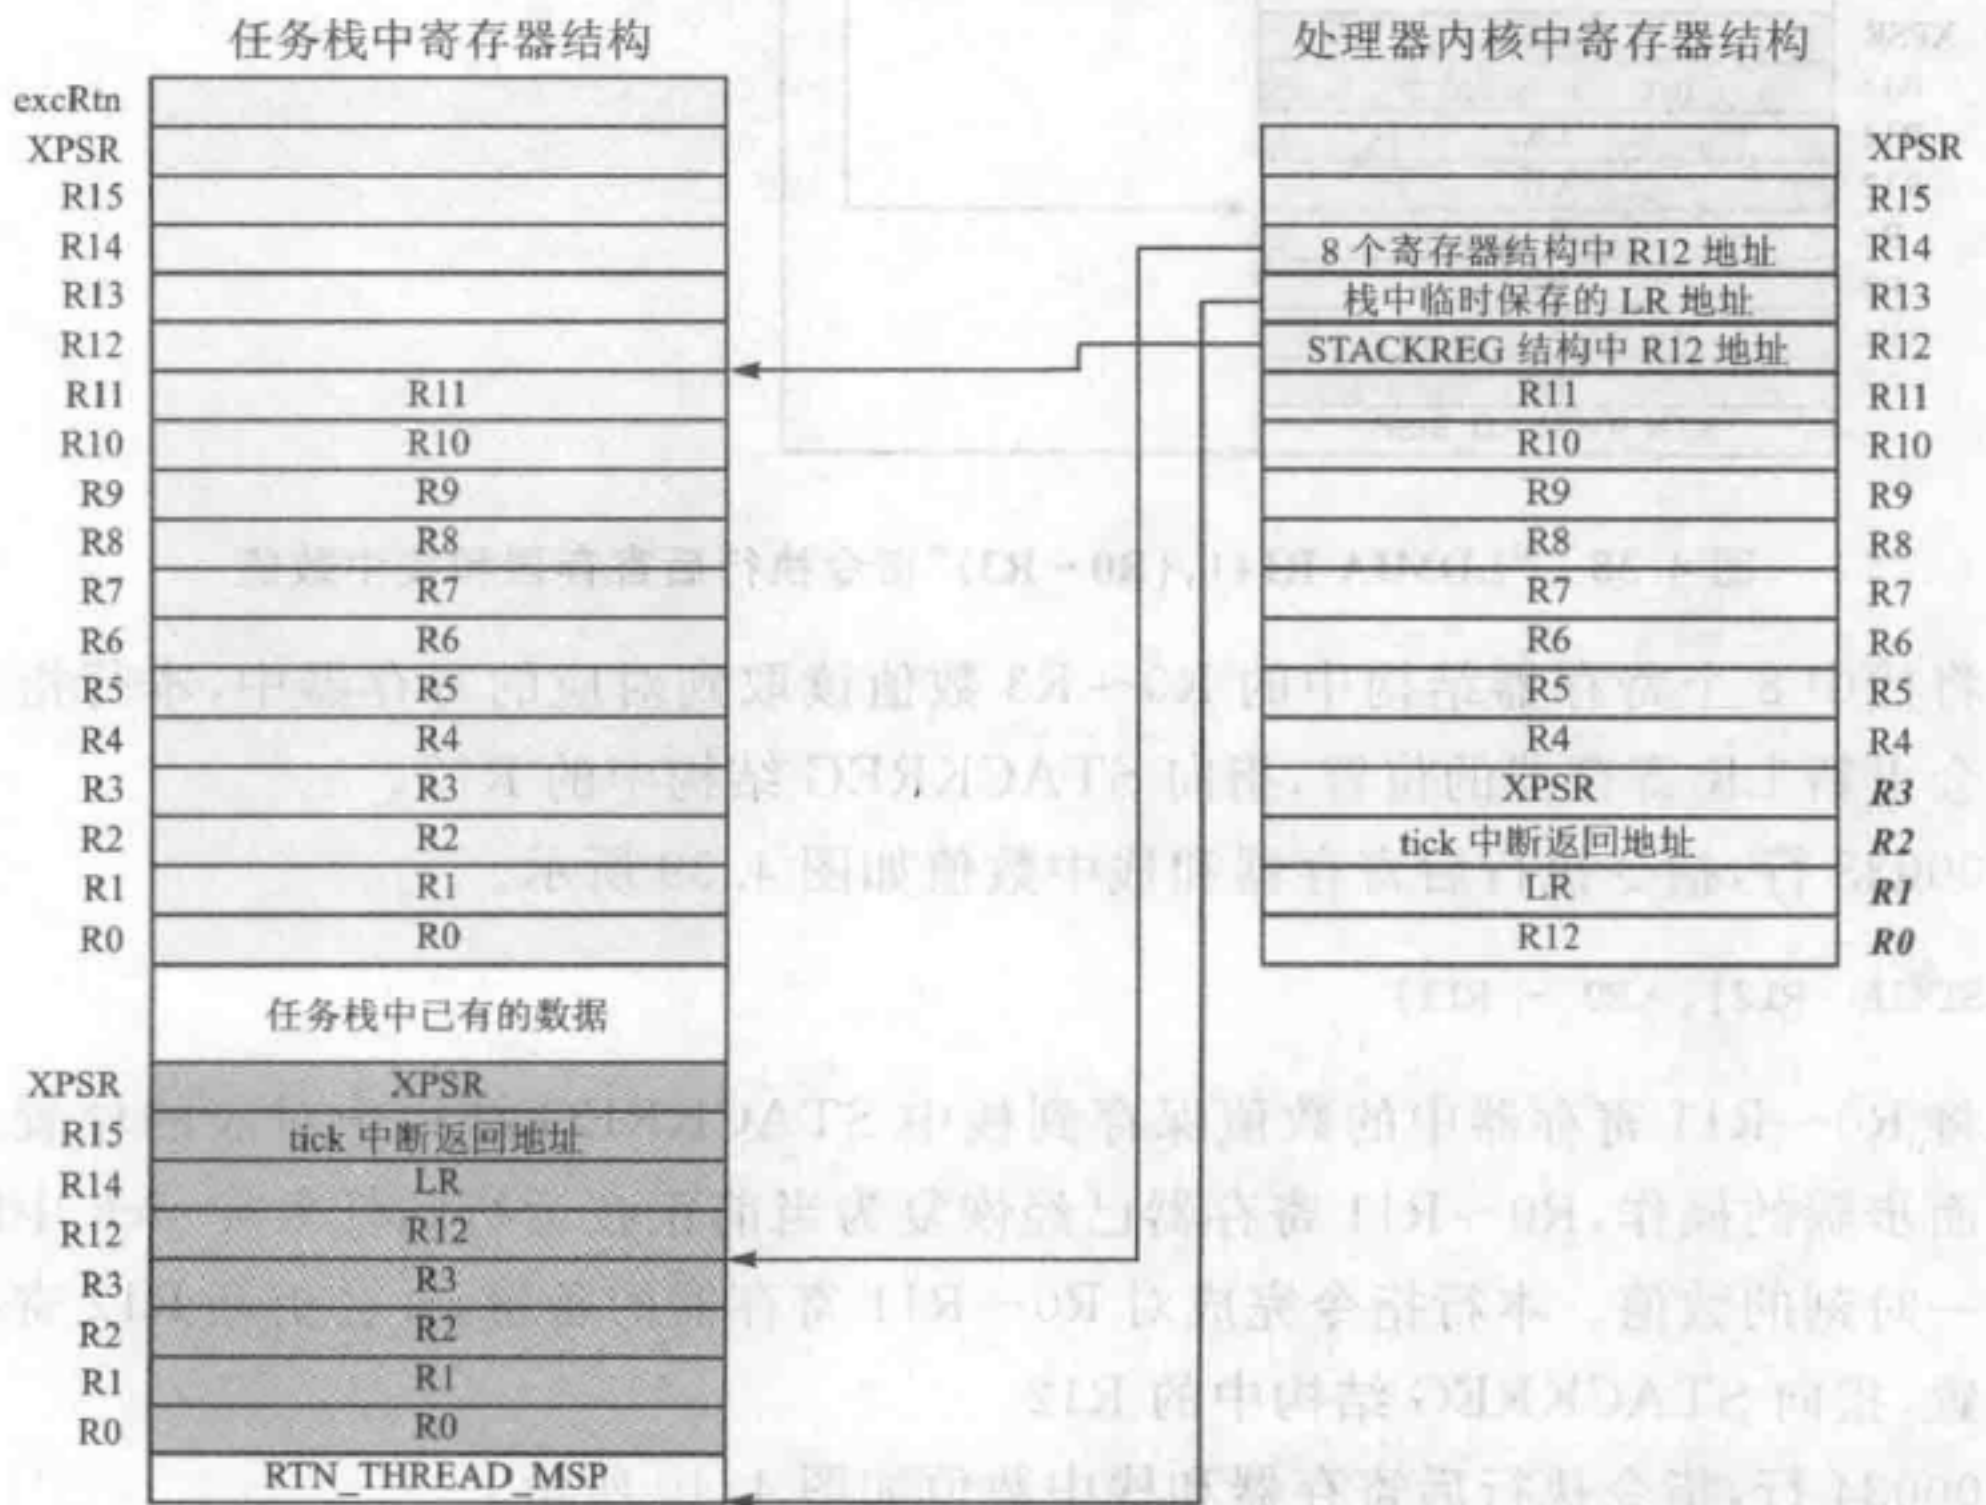 任务栈中寄存器结构
excRtn
XPSR
R15
R14
R13
R12
R11 R11
R10 R10
R9 R9
R8 R8
R7 R7
R6 R6
R5 R5
R4 R4
R3 R3
R2 R2
R1 R1
R0 R0
任务栈中已有的数据
XPSR XPSR
R15 tick 中断返回地址
R14 LR
R12 R12
R3 R3
R2 R2
R1 R1
R0 R0
RTN_THREAD_MSP
处理器内核中寄存器结构
XPSR
R15
8 个寄存器结构中 R12 地址 R14
栈中临时保存的 LR 地址 R13
STACKREG 结构中 R12 地址 R12
R11 R11
R10 R10
R9 R9
R8 R8
R7 R7
R6 R6
R5 R5
R4 R4
XPSR R3
tick 中断返回地址 R2
LR R1
R12 R0